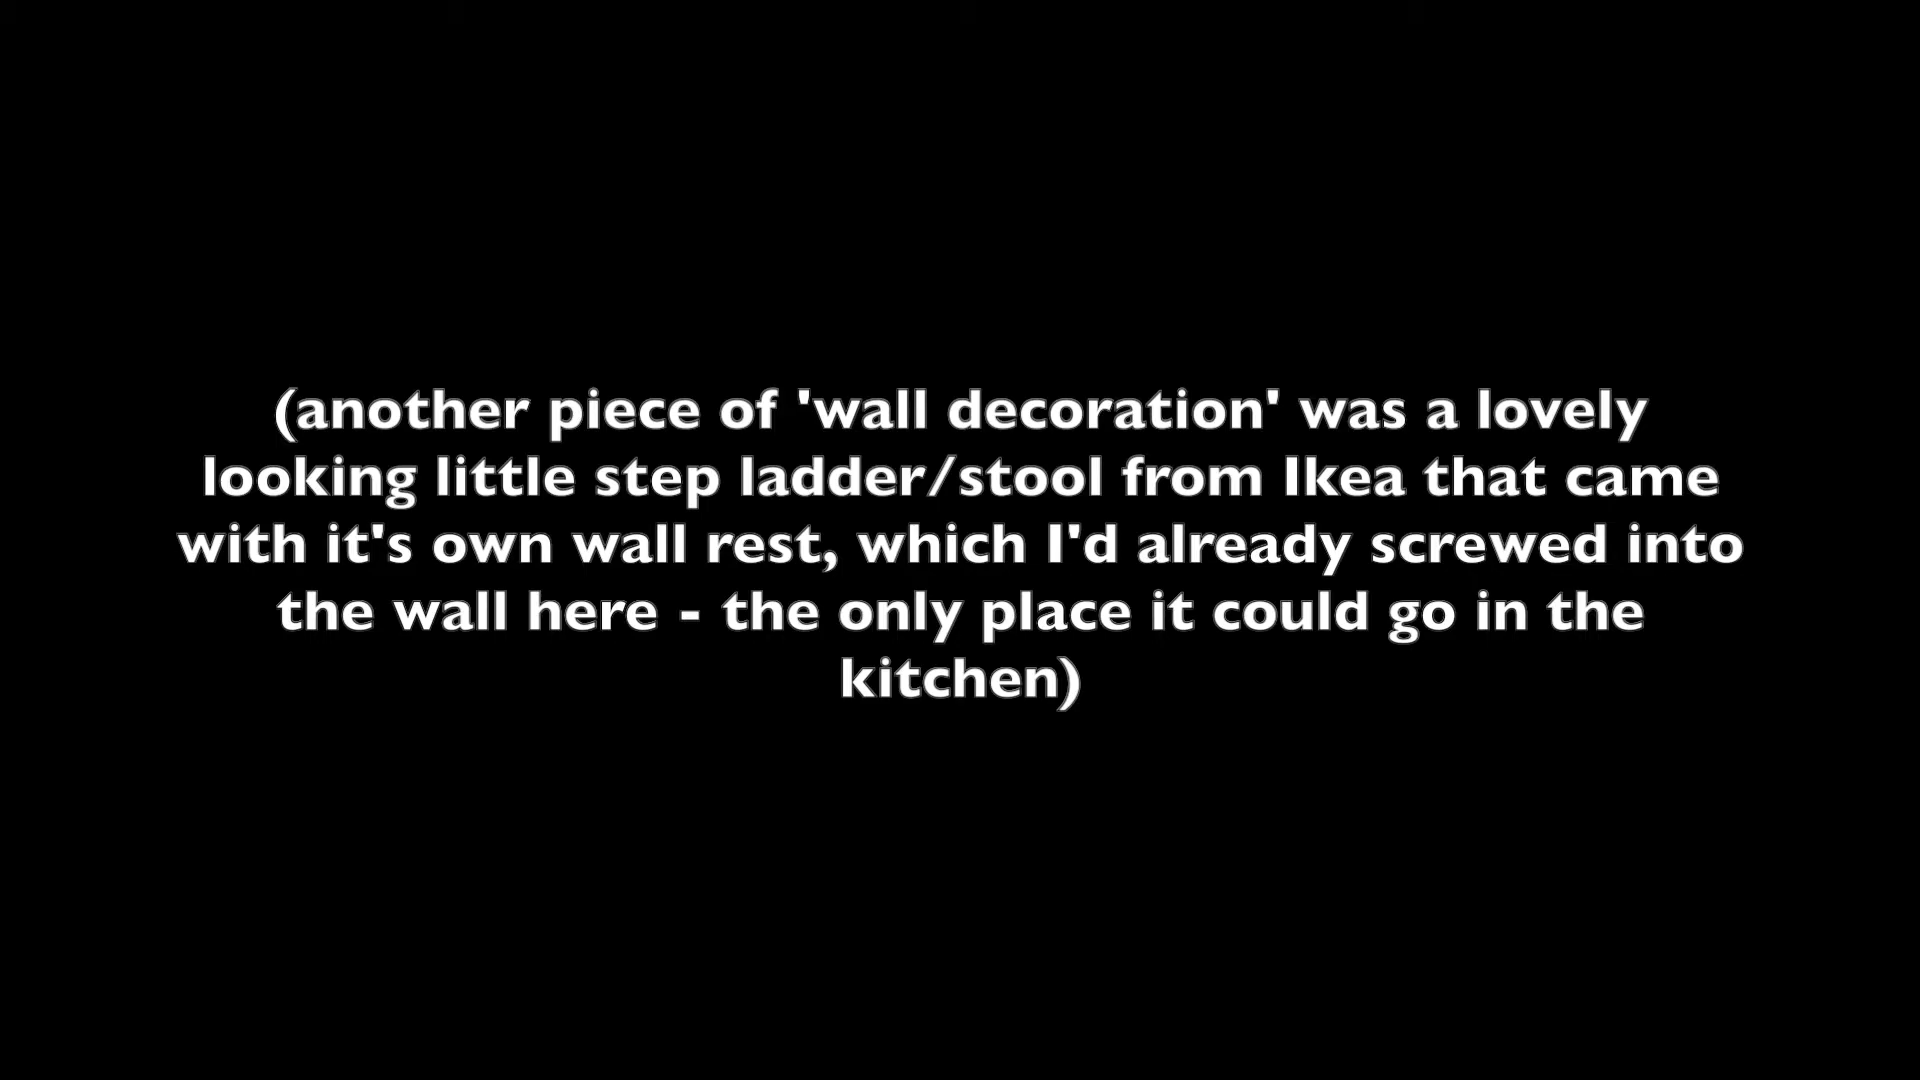 (another piece of 'wall decoration' was a lovely
looking little step ladder/stool from Ikea that came
with it's own wall rest, which I'd already screwed into
the wall here - the only place it could go in the
kitchen)